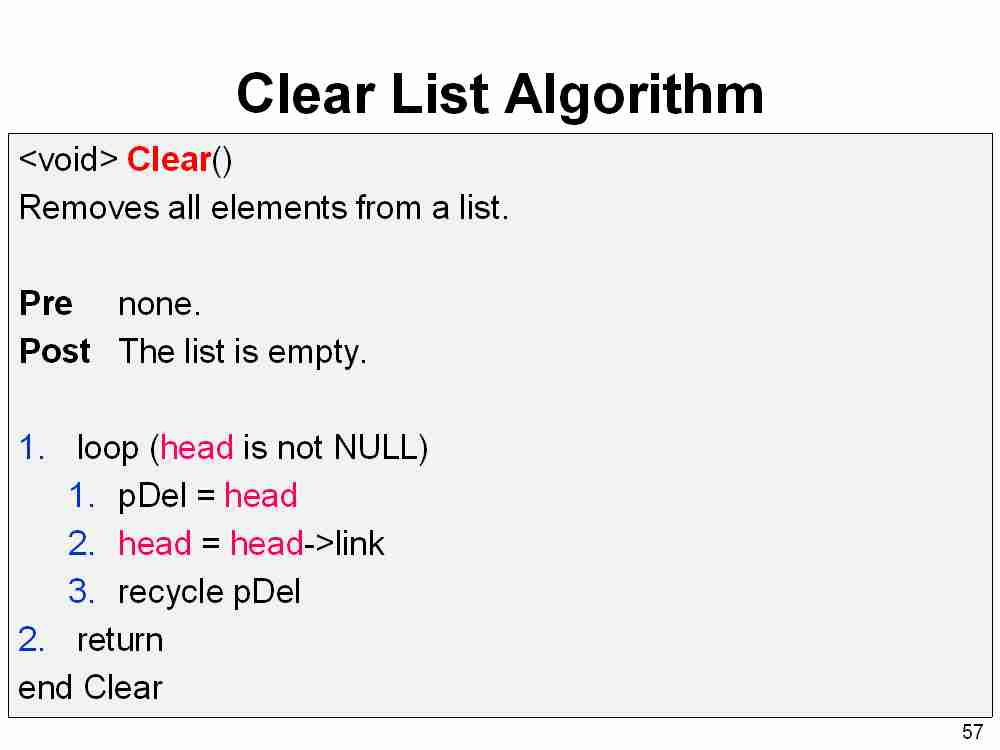 Clear List Algorithm
<void> Clear()
Removes all elements from a list.
Pre none.
Post The list is empty.
1. loop (head is not NULL)
1. pDel = head
2. head = head->link
3. recycle pDel
2. return
end Clear
57